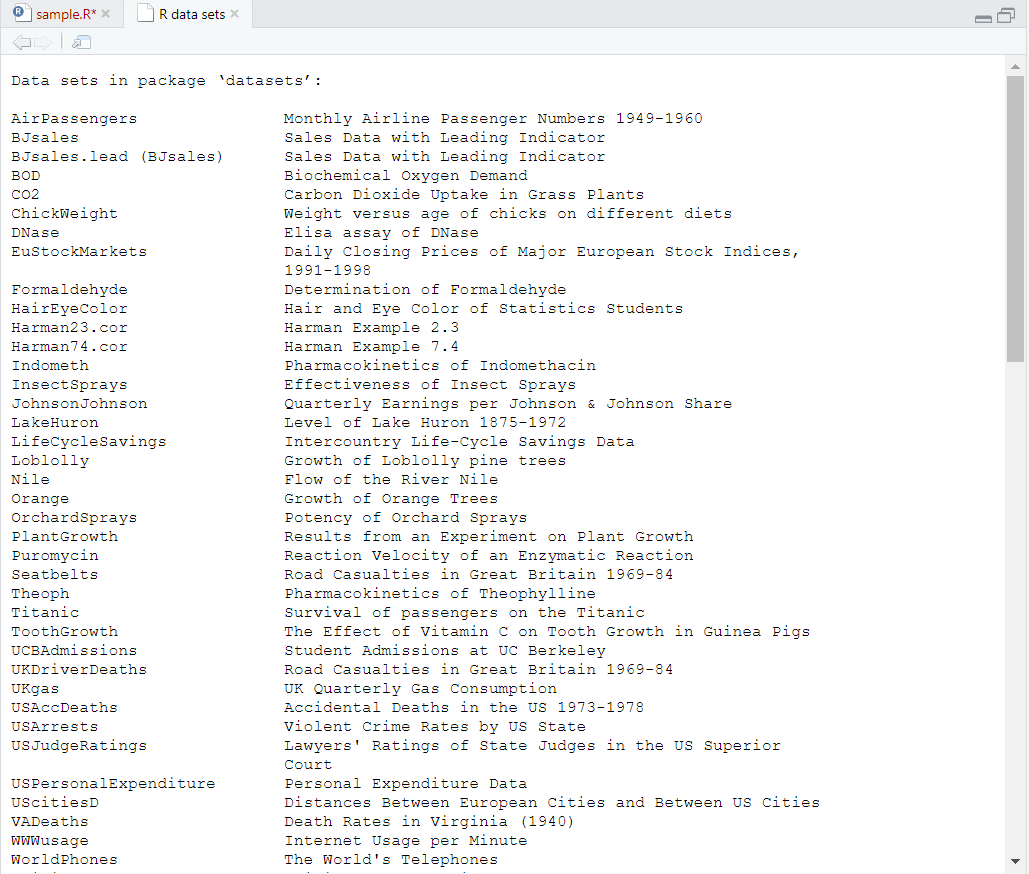 sample.R* R data sets
Data sets in package ‘datasets’:
AirPassengers Monthly Airline Passenger Numbers 1949-1960
BJsales Sales Data with Leading Indicator
BJsales.lead (BJsales) Sales Data with Leading Indicator
BOD Biochemical Oxygen Demand
CO2 Carbon Dioxide Uptake in Grass Plants
ChickWeight Weight versus age of chicks on different diets
DNase Elisa assay of DNase
EuStockMarkets Daily Closing Prices of Major European Stock Indices,
1991-1998
Formaldehyde Determination of Formaldehyde
HairEyeColor Hair and Eye Color of Statistics Students
Harman23.cor Harman Example 2.3
Harman74.cor Harman Example 7.4
Indometh Pharmacokinetics of Indomethacin
InsectSprays Effectiveness of Insect Sprays
JohnsonJohnson Quarterly Earnings per Johnson & Johnson Share
LakeHuron Level of Lake Huron 1875-1972
LifeCycleSavings Intercountry Life-Cycle Savings Data
Loblolly Growth of Loblolly pine trees
Nile Flow of the River Nile
Orange Growth of Orange Trees
OrchardSprays Potency of Orchard Sprays
PlantGrowth Results from an Experiment on Plant Growth
Puromycin Reaction Velocity of an Enzymatic Reaction
Seatbelts Road Casualties in Great Britain 1969-84
Theoph Pharmacokinetics of Theophylline
Titanic Survival of passengers on the Titanic
ToothGrowth The Effect of Vitamin C on Tooth Growth in Guinea Pigs
UCBAdmissions Student Admissions at UC Berkeley
UKDriverDeaths Road Casualties in Great Britain 1969-84
UKgas UK Quarterly Gas Consumption
USAccDeaths Accidental Deaths in the US 1973-1978
USArrests Violent Crime Rates by US State
USJudgeRatings Lawyers' Ratings of State Judges in the US Superior
Court
USPersonalExpenditure Personal Expenditure Data
UScitiesD Distances Between European Cities and Between US Cities
VADeaths Death Rates in Virginia (1940)
WWWusage Internet Usage per Minute
WorldPhones The World's Telephones